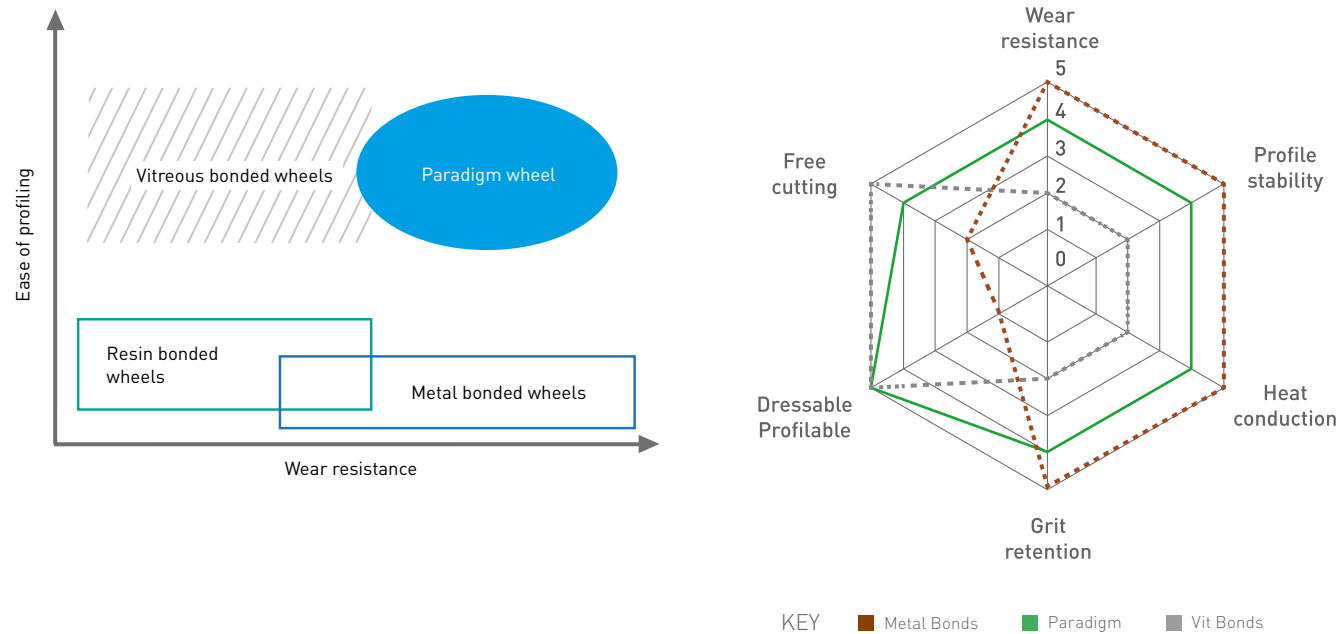 Ease of profiling
Vitreous bonded wheels
Paradigm wheel
Resin bonded
wheels
Metal bonded wheels
Wear resistance
Wear
resistance
5
4
3
2
1
0
Free
cutting
Profile
stability
Dressable
Profilable
Heat
conduction
Grit
retention
KEY
Metal Bonds
Paradigm
Vit Bonds